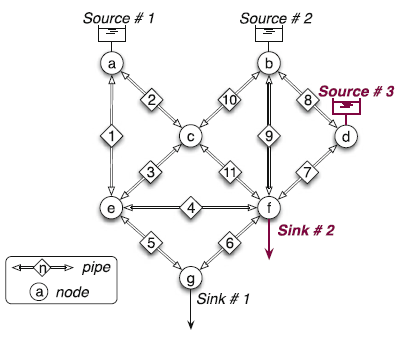 Source # 1
Source # 2
a
b
2
10
8
Source # 3
1
c
9
d
3
11
7
e
4
f
5
6
Sink # 2
n
pipe
g
a
node
Sink # 1